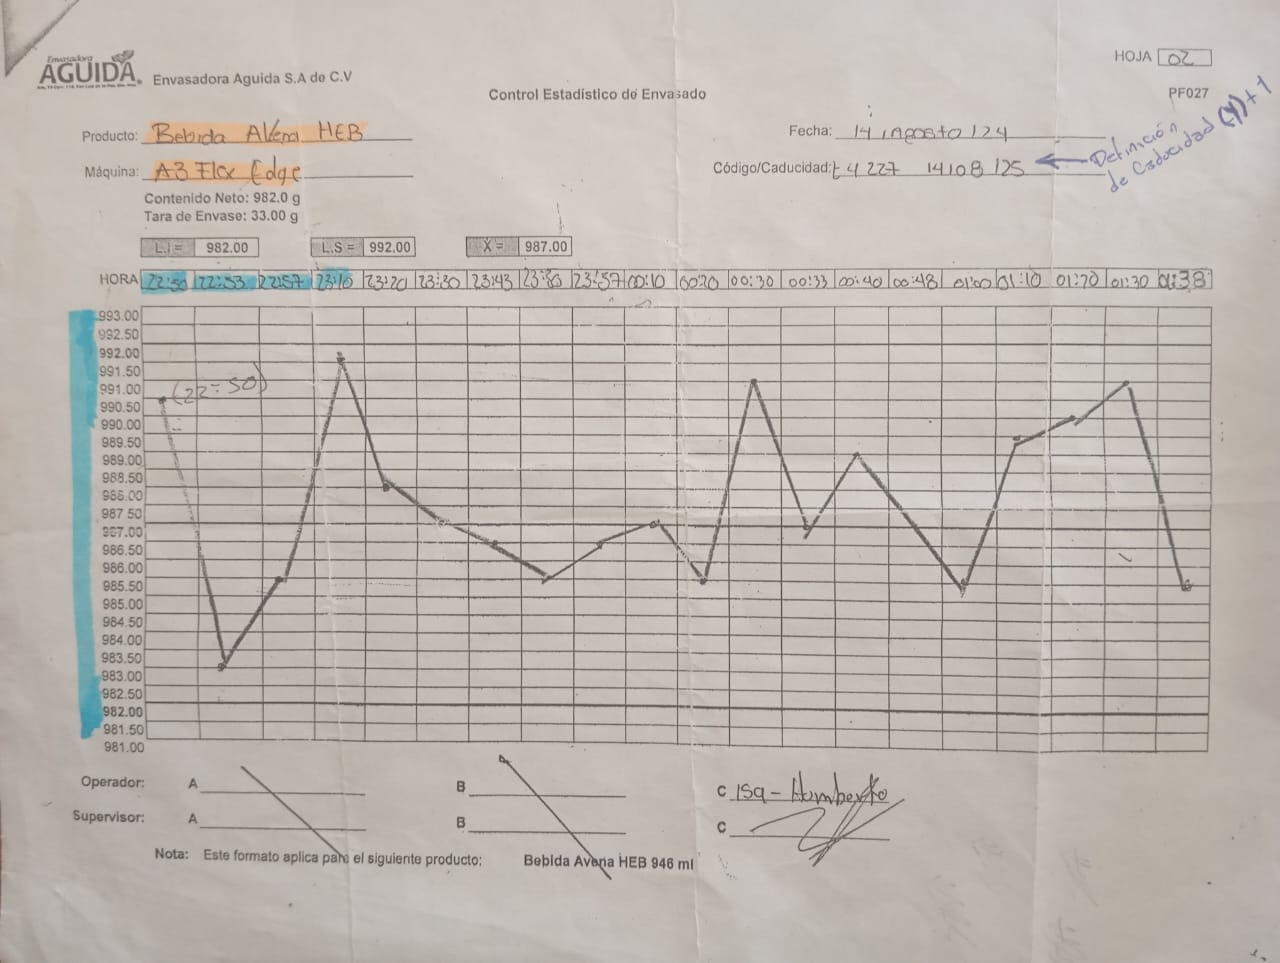 Envasadora
AGUIDA
Envasadora Aguida S.A de C.V
HOJA 02
Control Estadístico de Envasado
PF027
Producto: Bebida Avena HEB
Fecha: 14 / Agosto / 24
Definición
de Caducidad (Y)+1
Máquina: A3 Flex Edge
Código/Caducidad: E4 227 14/08/25
Contenido Neto: 982.0 g
Tara de Envase: 33.00 g
L.I = 982.00 L.S = 992.00 X = 987.00
HORA 22:50 22:53 22:57 23:10 23:20 23:30 23:43 23:57 00:10 00:20 00:30 00:33 00:40 00:48 01:00 01:10 01:20 01:30 01:38
993.00
992.50
992.00
991.50
991.00 (22:50)
990.50
990.00
989.50
989.00
988.50
988.00
987.50
987.00
986.50
986.00
985.50
985.00
984.50
984.00
983.50
983.00
982.50
982.00
981.50
981.00
Operador: A B C Isa - Humberto
Supervisor: A B C
Nota: Este formato aplica para el siguiente producto: Bebida Avena HEB 946 ml